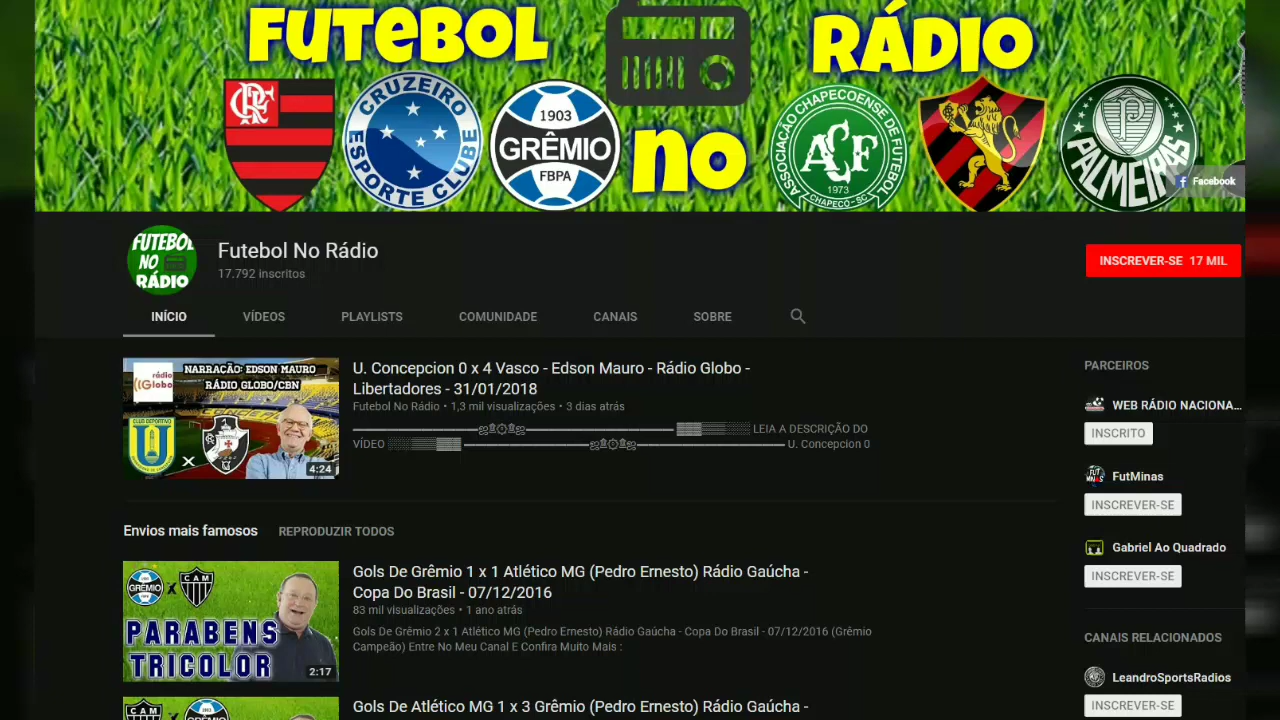 FUTEBOL RÁDIO
NO
CRUZEIRO
ESPORTE CLUBE
1903
GRÊMIO
FBPA
ASSOCIAÇÃO CHAPECOENSE DE FUTEBOL
ACF
1973
CHAPECÓ - SC
PALMEIRAS
Facebook
FUTEBOL
NO
RÁDIO
Futebol No Rádio
17.792 inscritos
INSCREVER-SE 17 MIL
INÍCIO VÍDEOS PLAYLISTS COMUNIDADE CANAIS SOBRE
rádio
Globo
NARRAÇÃO: EDSON MAURO
RÁDIO GLOBO/CBN
X
4:24
U. Concepcion 0 x 4 Vasco - Edson Mauro - Rádio Globo -
Libertadores - 31/01/2018
Futebol No Rádio • 1,3 mil visualizações • 3 dias atrás
LEIA A DESCRIÇÃO DO
VÍDEO U. Concepcion 0
Envios mais famosos REPRODUZIR TODOS
GRÊMIO X CAM
PARABENS
TRICOLOR
2:17
Gols De Grêmio 1 x 1 Atlético MG (Pedro Ernesto) Rádio Gaúcha -
Copa Do Brasil - 07/12/2016
83 mil visualizações • 1 ano atrás
Gols De Grêmio 2 x 1 Atlético MG (Pedro Ernesto) Rádio Gaúcha - Copa Do Brasil - 07/12/2016 (Grêmio
Campeão) Entre No Meu Canal E Confira Muito Mais :
CAM
Gols De Atlético MG 1 x 3 Grêmio (Pedro Ernesto) Rádio Gaúcha -
PARCEIROS
WEB RÁDIO NACIONA...
INSCRITO
FutMinas
INSCREVER-SE
Gabriel Ao Quadrado
INSCREVER-SE
CANAIS RELACIONADOS
LeandroSportsRadios
INSCREVER-SE